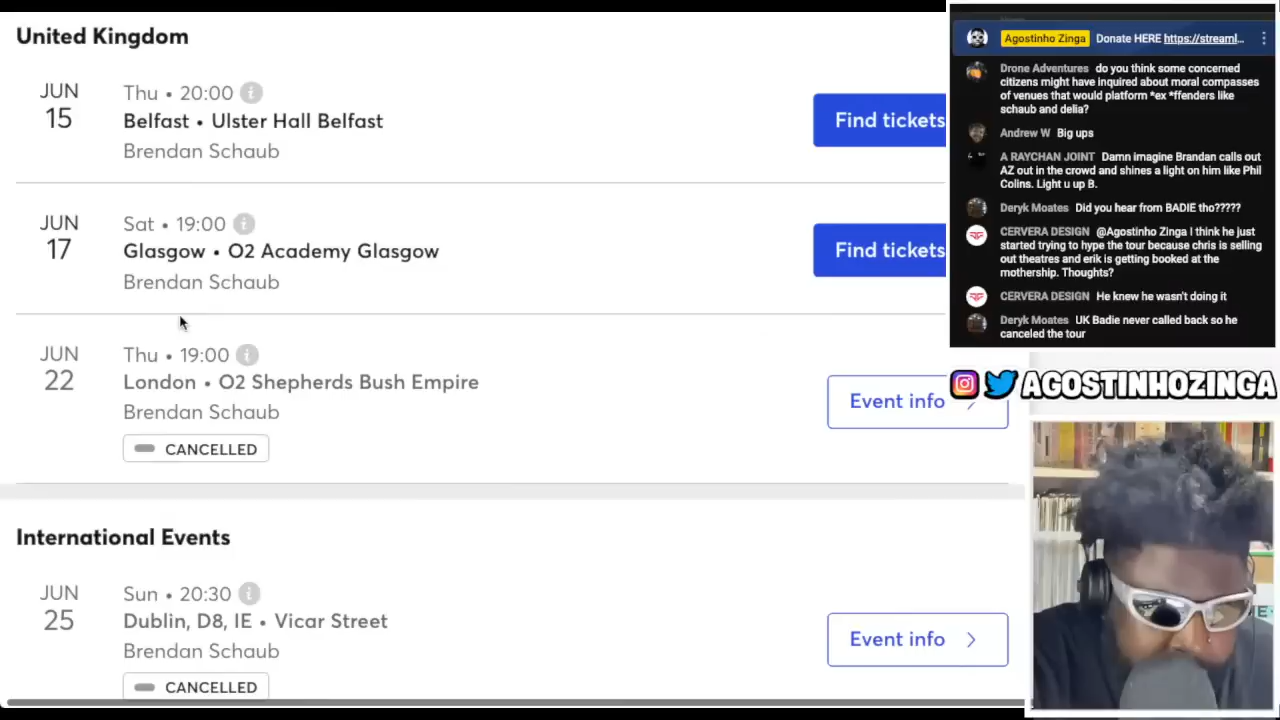 United Kingdom
JUN
15
Thu • 20:00
Belfast • Ulster Hall Belfast
Brendan Schaub
Find tickets
JUN
17
Sat • 19:00
Glasgow • O2 Academy Glasgow
Brendan Schaub
Find tickets
JUN
22
Thu • 19:00
London • O2 Shepherds Bush Empire
Brendan Schaub
CANCELLED
Event info
International Events
JUN
25
Sun • 20:30
Dublin, D8, IE • Vicar Street
Brendan Schaub
CANCELLED
Event info
Agostinho Zinga Donate HERE https://streaml...
Drone Adventures do you think some concerned
citizens might have inquired about moral compasses
of venues that would platform *ex *ffenders like
schaub and delia?
Andrew W Big ups
A RAYCHAN JOINT Damn imagine Brandan calls out
AZ out in the crowd and shines a light on him like Phil
Colins. Light u up B.
Deryk Moates Did you hear from BADIE tho?????
CERVERA DESIGN @Agostinho Zinga I think he just
started trying to hype the tour because chris is selling
out theatres and erik is getting booked at the
mothership. Thoughts?
CERVERA DESIGN He knew he wasn't doing it
Deryk Moates UK Badie never called back so he
canceled the tour
AGOSTINHOZINGA